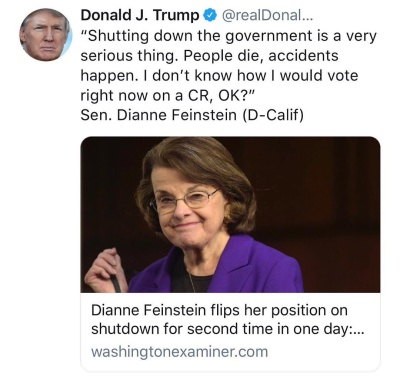 Donald J. Trump @realDonal...
“Shutting down the government is a very
serious thing. People die, accidents
happen. I don’t know how I would vote
right now on a CR, OK?”
Sen. Dianne Feinstein (D-Calif)
Dianne Feinstein flips her position on
shutdown for second time in one day:...
washingtonexaminer.com